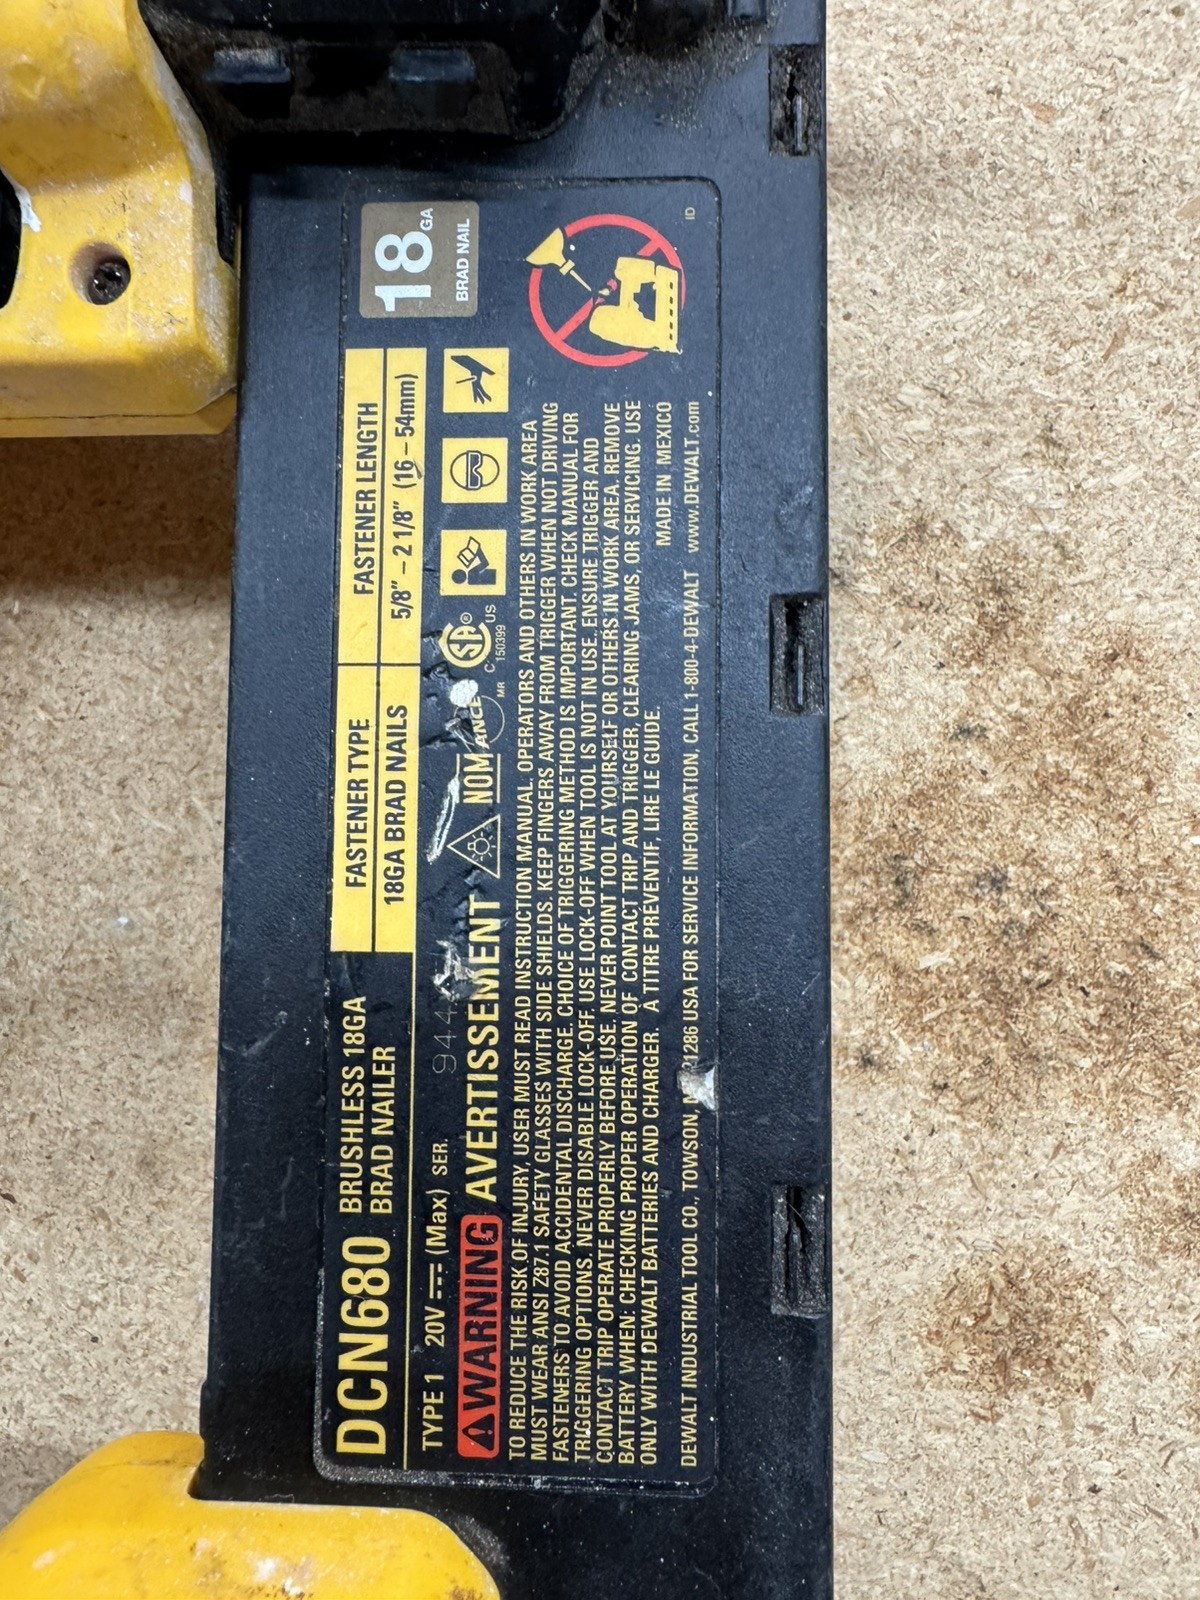 DCN680 BRUSHLESS 18GA
BRAD NAILER
FASTENER TYPE FASTENER LENGTH
18GA BRAD NAILS 5/8" – 2 1/8" (16 – 54mm)
18 GA
BRAD NAIL
TYPE 1 20V (Max) SER. 944
WARNING AVERTISSEMENT NOM ANCE SA® C US
MR 150399
TO REDUCE THE RISK OF INJURY, USER MUST READ INSTRUCTION MANUAL. OPERATORS AND OTHERS IN WORK AREA
MUST WEAR ANSI Z87.1 SAFETY GLASSES WITH SIDE SHIELDS. KEEP FINGERS AWAY FROM TRIGGER WHEN NOT DRIVING
FASTENERS TO AVOID ACCIDENTAL DISCHARGE. CHOICE OF TRIGGERING METHOD IS IMPORTANT. CHECK MANUAL FOR
TRIGGERING OPTIONS. NEVER DISABLE LOCK-OFF. USE LOCK-OFF WHEN TOOL IS NOT IN USE. ENSURE TRIGGER AND
CONTACT TRIP OPERATE PROPERLY BEFORE USE. NEVER POINT TOOL AT YOURSELF OR OTHERS IN WORK AREA. REMOVE
BATTERY WHEN: CHECKING PROPER OPERATION OF CONTACT TRIP AND TRIGGER, CLEARING JAMS, OR SERVICING. USE
ONLY WITH DEWALT BATTERIES AND CHARGER. A TITRE PREVENTIF, LIRE LE GUIDE.
MADE IN MEXICO
DEWALT INDUSTRIAL TOOL CO., TOWSON, 1286 USA FOR SERVICE INFORMATION, CALL 1-800-4-DEWALT www.DEWALT.com
ID